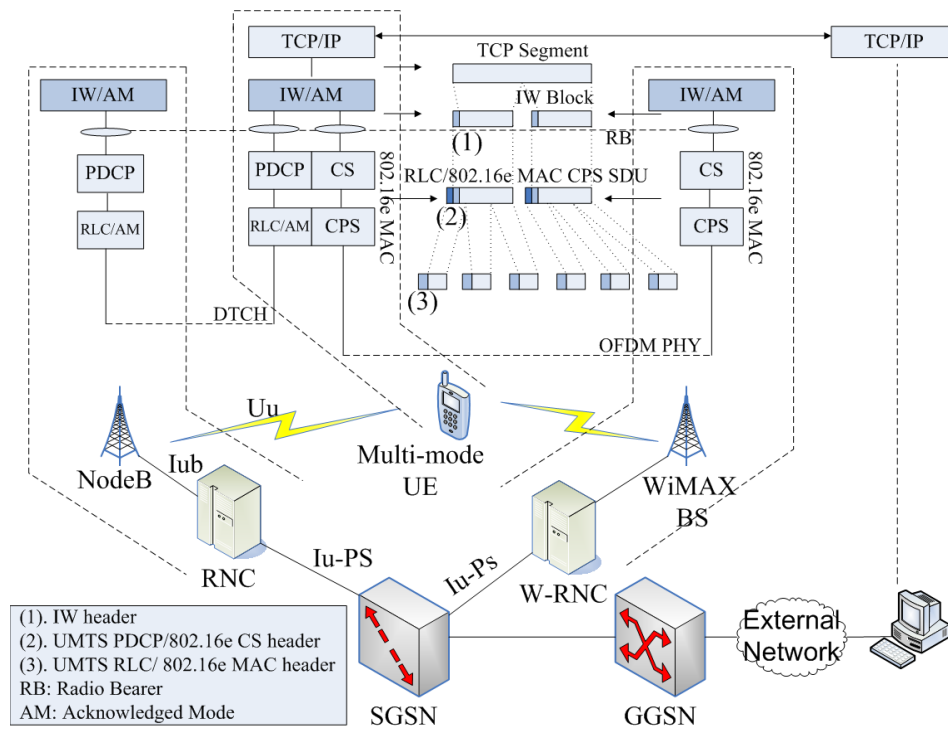 TCP/IP
TCP/IP
TCP Segment
IW/AM
IW/AM
IW Block
IW/AM
(1)
RB
PDCP
PDCP
CS
802.16e MAC
CS
802.16e MAC
RLC/802.16e MAC CPS SDU
RLC/AM
RLC/AM
CPS
(2)
CPS
(3)
DTCH
OFDM PHY
Uu
Multi-mode
UE
NodeB
Iub
WiMAX
BS
RNC
Iu-PS
Iu-Ps
W-RNC
(1). IW header
(2). UMTS PDCP/802.16e CS header
(3). UMTS RLC/ 802.16e MAC header
RB: Radio Bearer
AM: Acknowledged Mode
External
Network
SGSN
GGSN